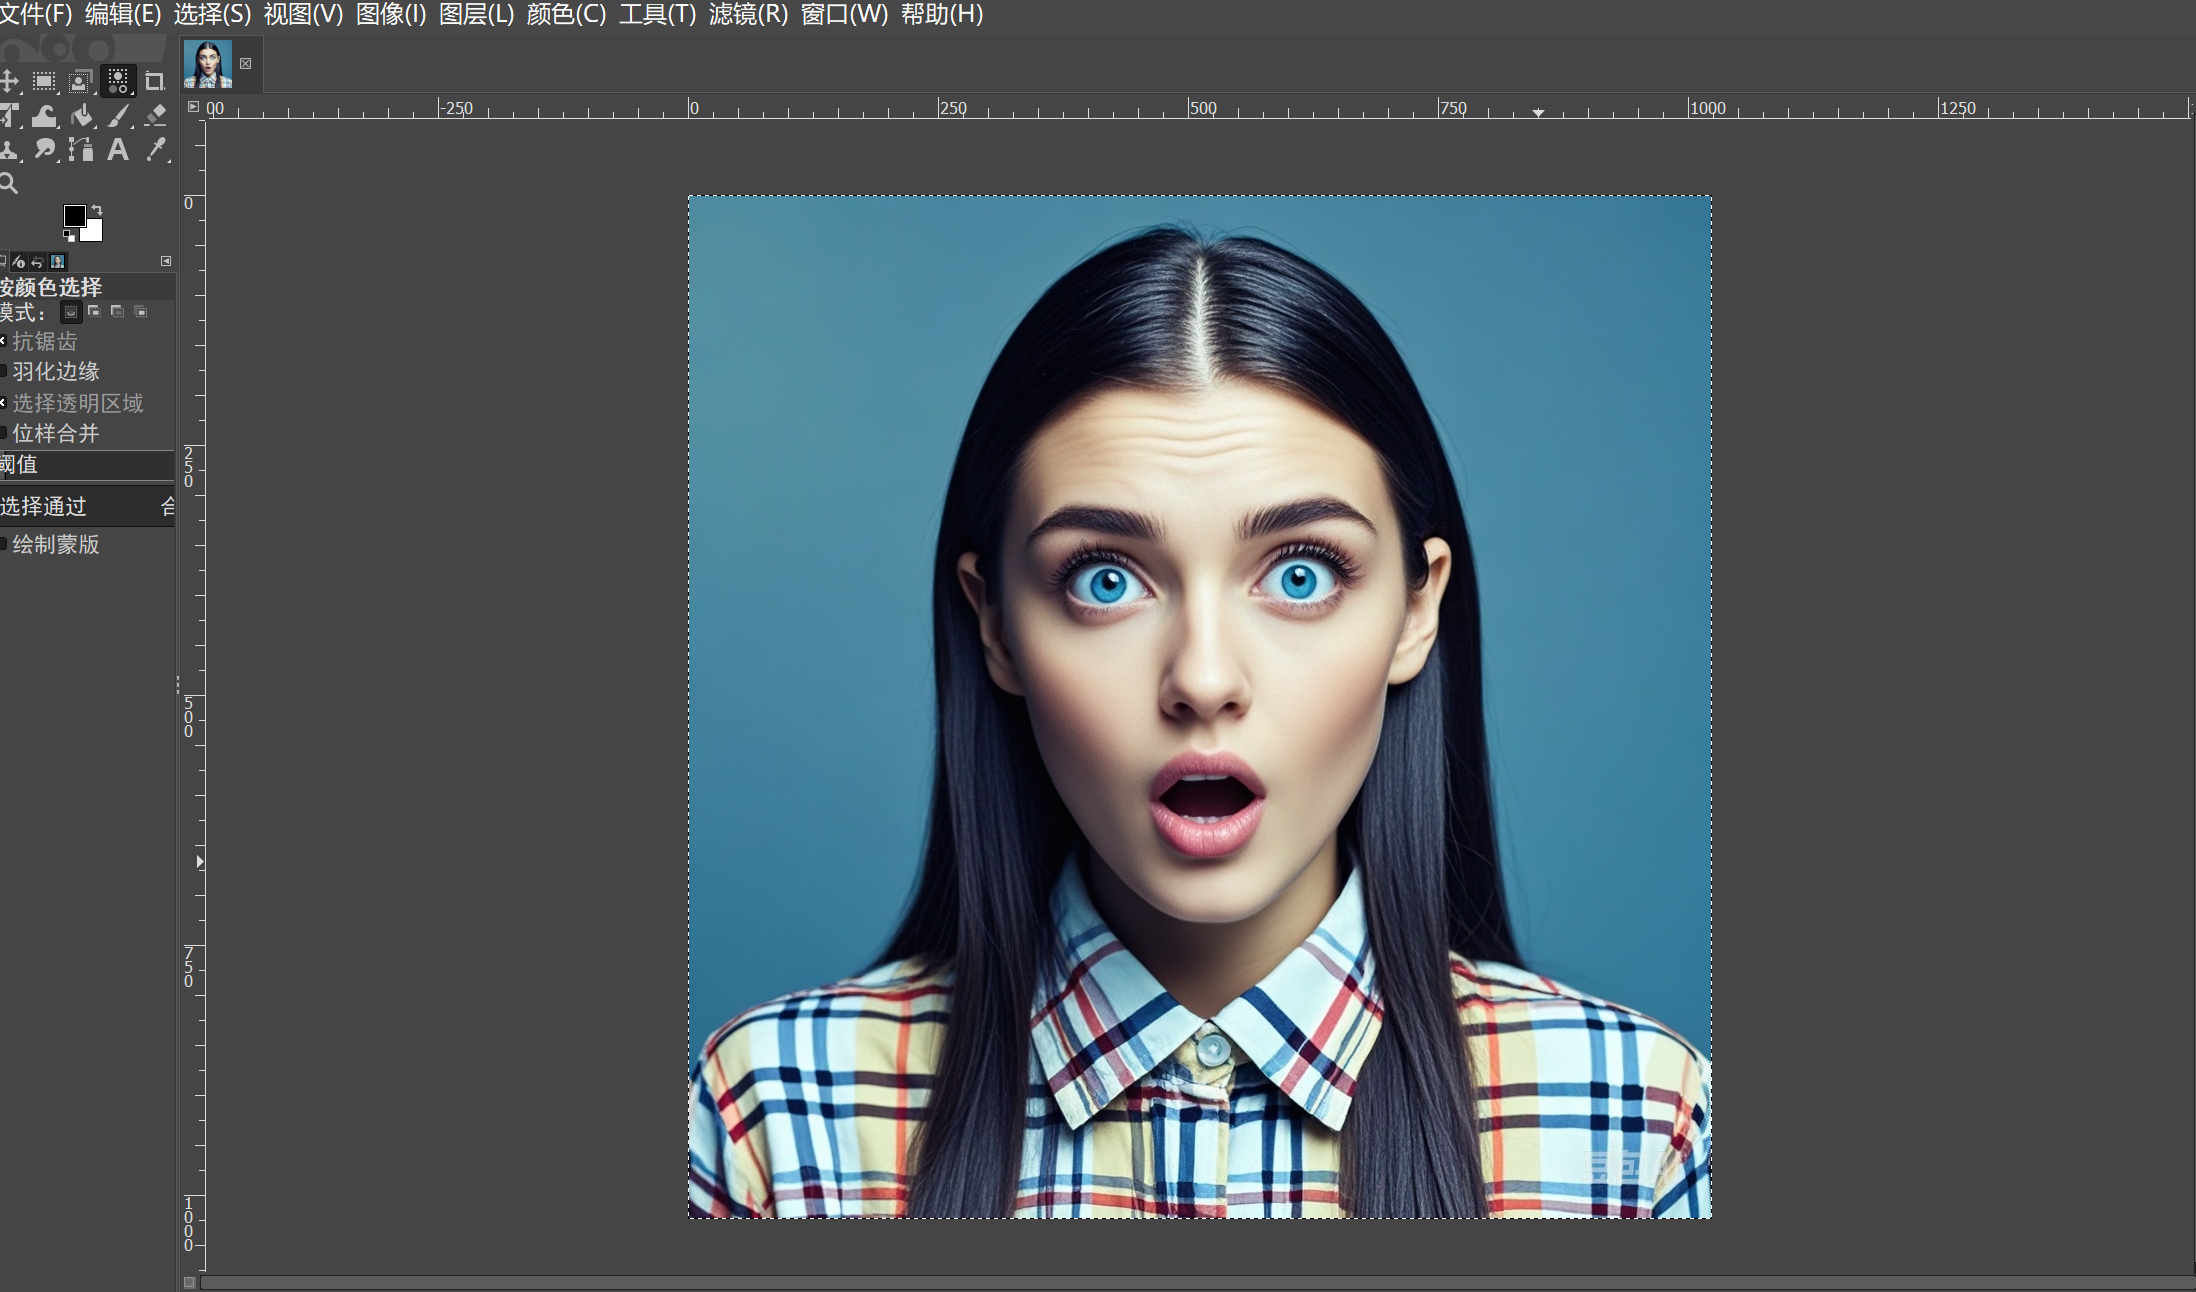 文件(F) 编辑(E) 选择(S) 视图(V) 图像(I) 图层(L) 颜色(C) 工具(T) 滤镜(R) 窗口(W) 帮助(H)
00 -250 0 250 500 750 1000 1250
0
250
500
750
1000
按颜色选择
模式：
抗锯齿
羽化边缘
选择透明区域
位样合并
阈值
选择通过 合
绘制蒙版